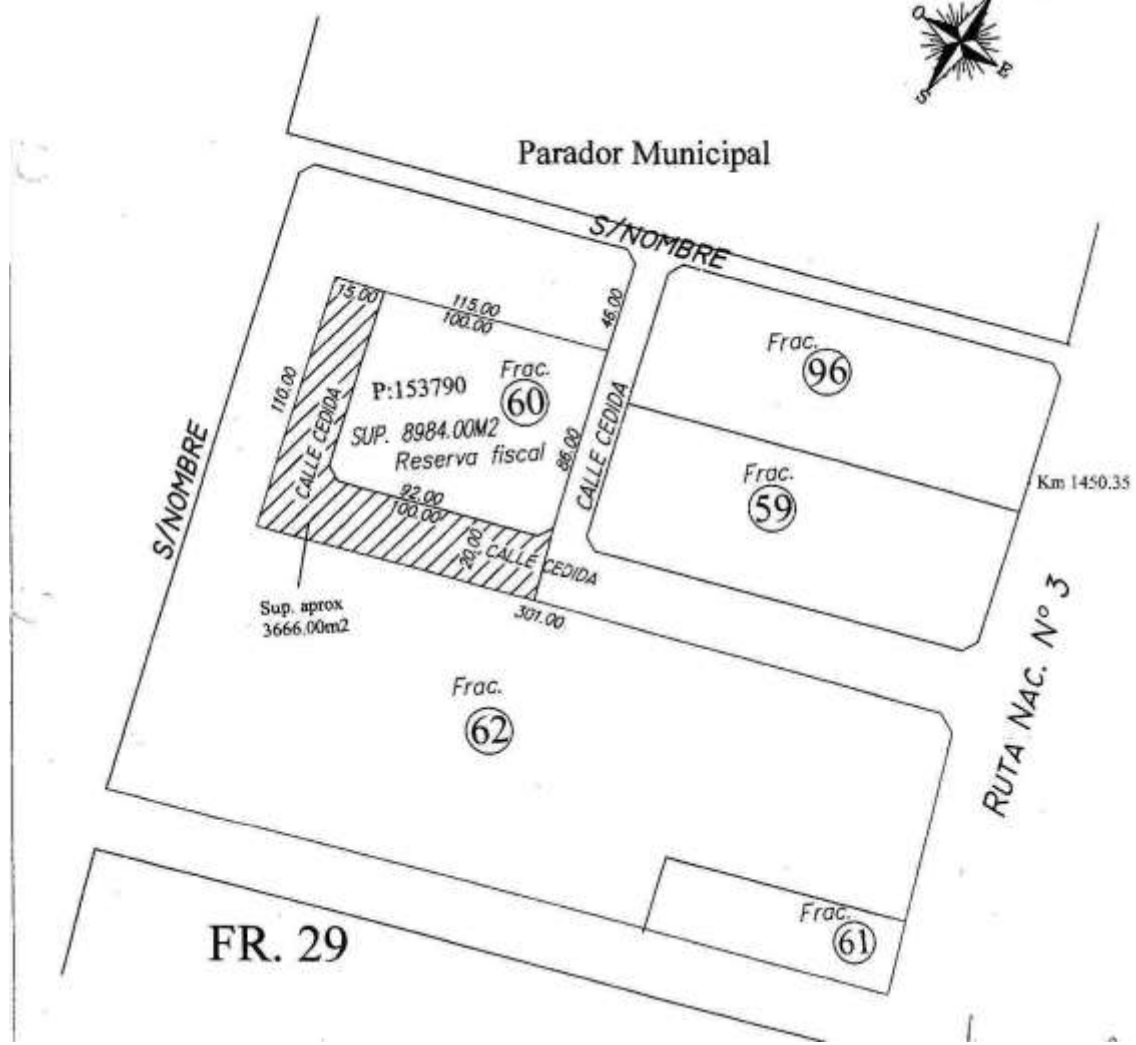 O
E
S
Parador Municipal
S/NOMBRE
15.00
115.00
100.00
46.00
Frac.
96
Frac.
60
P:153790
110.00
CALLE CEDIDA
SUP. 8984.00M2
Reserva fiscal
86.00
CALLE CEDIDA
Frac.
59
Km 1450.35
S/NOMBRE
92.00
100.00
20.00
CALLE CEDIDA
301.00
Sup. aprox
3666.00m2
RUTA NAC. Nº 3
Frac.
62
Frac.
61
FR. 29